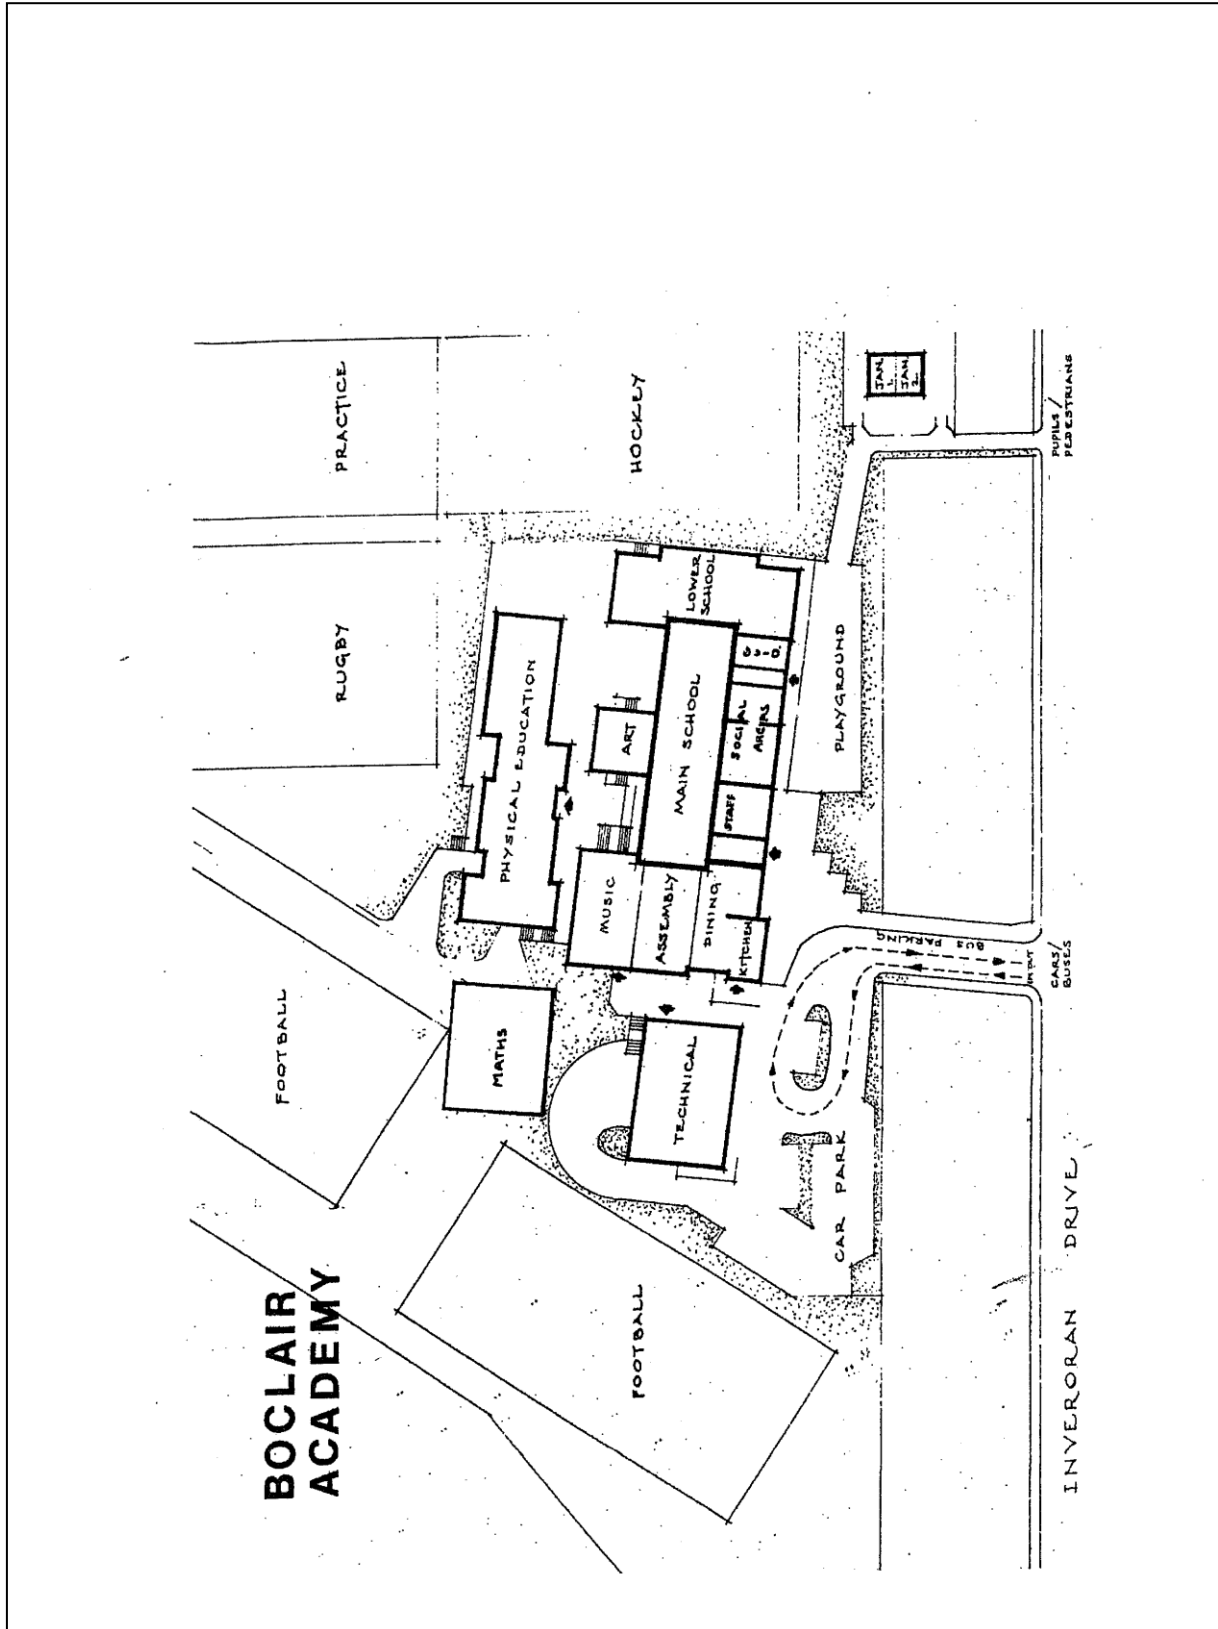 BOCLAIR
ACADEMY
FOOTBALL
RUGBY
PRACTICE
HOCKEY
PHYSICAL EDUCATION
MATHS
MUSIC
ART
LOWER
SCHOOL
MAIN SCHOOL
ASSEMBLY
DINING
KITCHEN
STAFF
SOCIAL
AREAS
TECHNICAL
FOOTBALL
PLAYGROUND
CAR PARK
BUS PARKING
IN OUT
CARS/
BUSES
JAN.
1.
JAN.
2.
PUPILS/
PEDESTRIANS
INVERORAN DRIVE